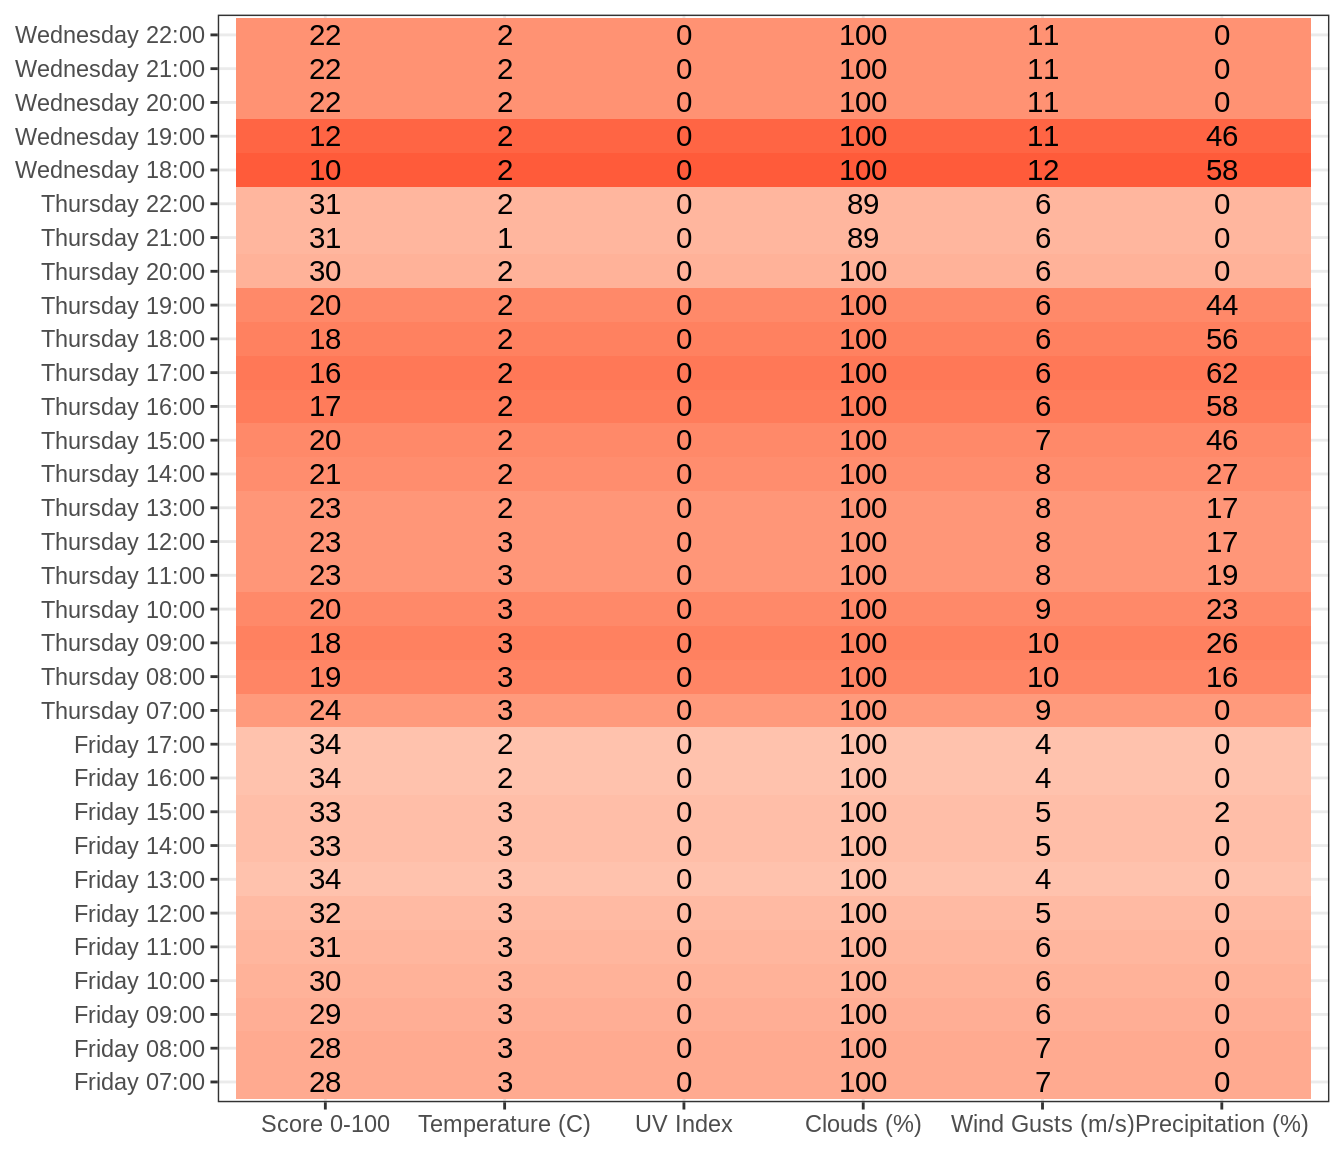 Wednesday 22:00 22 2 0 100 11 0
Wednesday 21:00 22 2 0 100 11 0
Wednesday 20:00 22 2 0 100 11 0
Wednesday 19:00 12 2 0 100 11 46
Wednesday 18:00 10 2 0 100 12 58
Thursday 22:00 31 2 0 89 6 0
Thursday 21:00 31 1 0 89 6 0
Thursday 20:00 30 2 0 100 6 0
Thursday 19:00 20 2 0 100 6 44
Thursday 18:00 18 2 0 100 6 56
Thursday 17:00 16 2 0 100 6 62
Thursday 16:00 17 2 0 100 6 58
Thursday 15:00 20 2 0 100 7 46
Thursday 14:00 21 2 0 100 8 27
Thursday 13:00 23 2 0 100 8 17
Thursday 12:00 23 3 0 100 8 17
Thursday 11:00 23 3 0 100 8 19
Thursday 10:00 20 3 0 100 9 23
Thursday 09:00 18 3 0 100 10 26
Thursday 08:00 19 3 0 100 10 16
Thursday 07:00 24 3 0 100 9 0
Friday 17:00 34 2 0 100 4 0
Friday 16:00 34 2 0 100 4 0
Friday 15:00 33 3 0 100 5 2
Friday 14:00 33 3 0 100 5 0
Friday 13:00 34 3 0 100 4 0
Friday 12:00 32 3 0 100 5 0
Friday 11:00 31 3 0 100 6 0
Friday 10:00 30 3 0 100 6 0
Friday 09:00 29 3 0 100 6 0
Friday 08:00 28 3 0 100 7 0
Friday 07:00 28 3 0 100 7 0
Score 0-100 Temperature (C) UV Index Clouds (%) Wind Gusts (m/s) Precipitation (%)